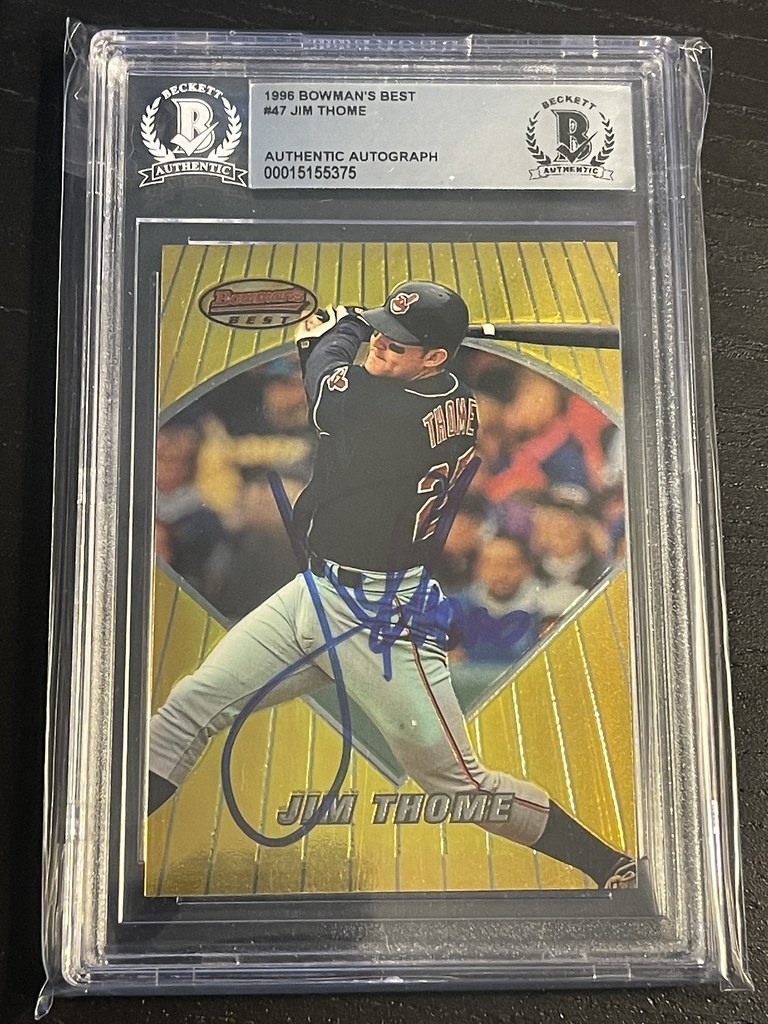 BECKETT
B
AUTHENTIC
1996 BOWMAN'S BEST
#47 JIM THOME
AUTHENTIC AUTOGRAPH
00015155375
BECKETT
B
AUTHENTIC
BOWMAN'S
BEST
THOME
JIM THOME